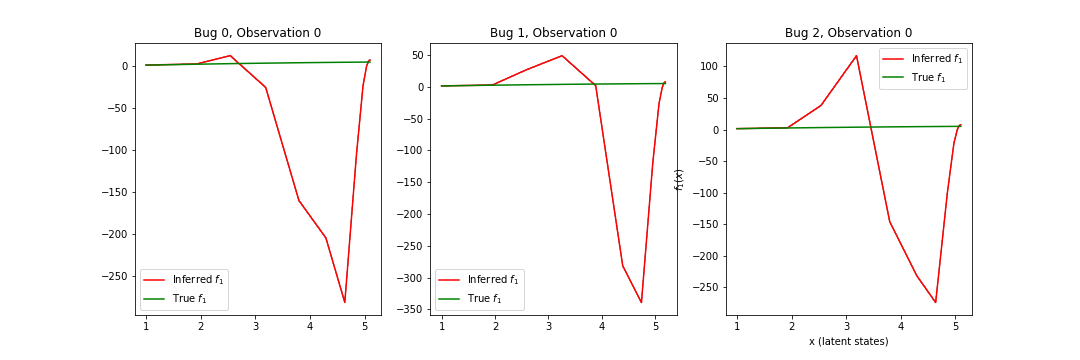 Bug 0, Observation 0
0
−50
−100
−150
−200
−250
1 2 3 4 5
Inferred f₁
True f₁
Bug 1, Observation 0
50
0
−50
−100
−150
−200
−250
−300
−350
1 2 3 4 5
Inferred f₁
True f₁
Bug 2, Observation 0
f₁(x)
100
50
0
−50
−100
−150
−200
−250
1 2 3 4 5
x (latent states)
Inferred f₁
True f₁